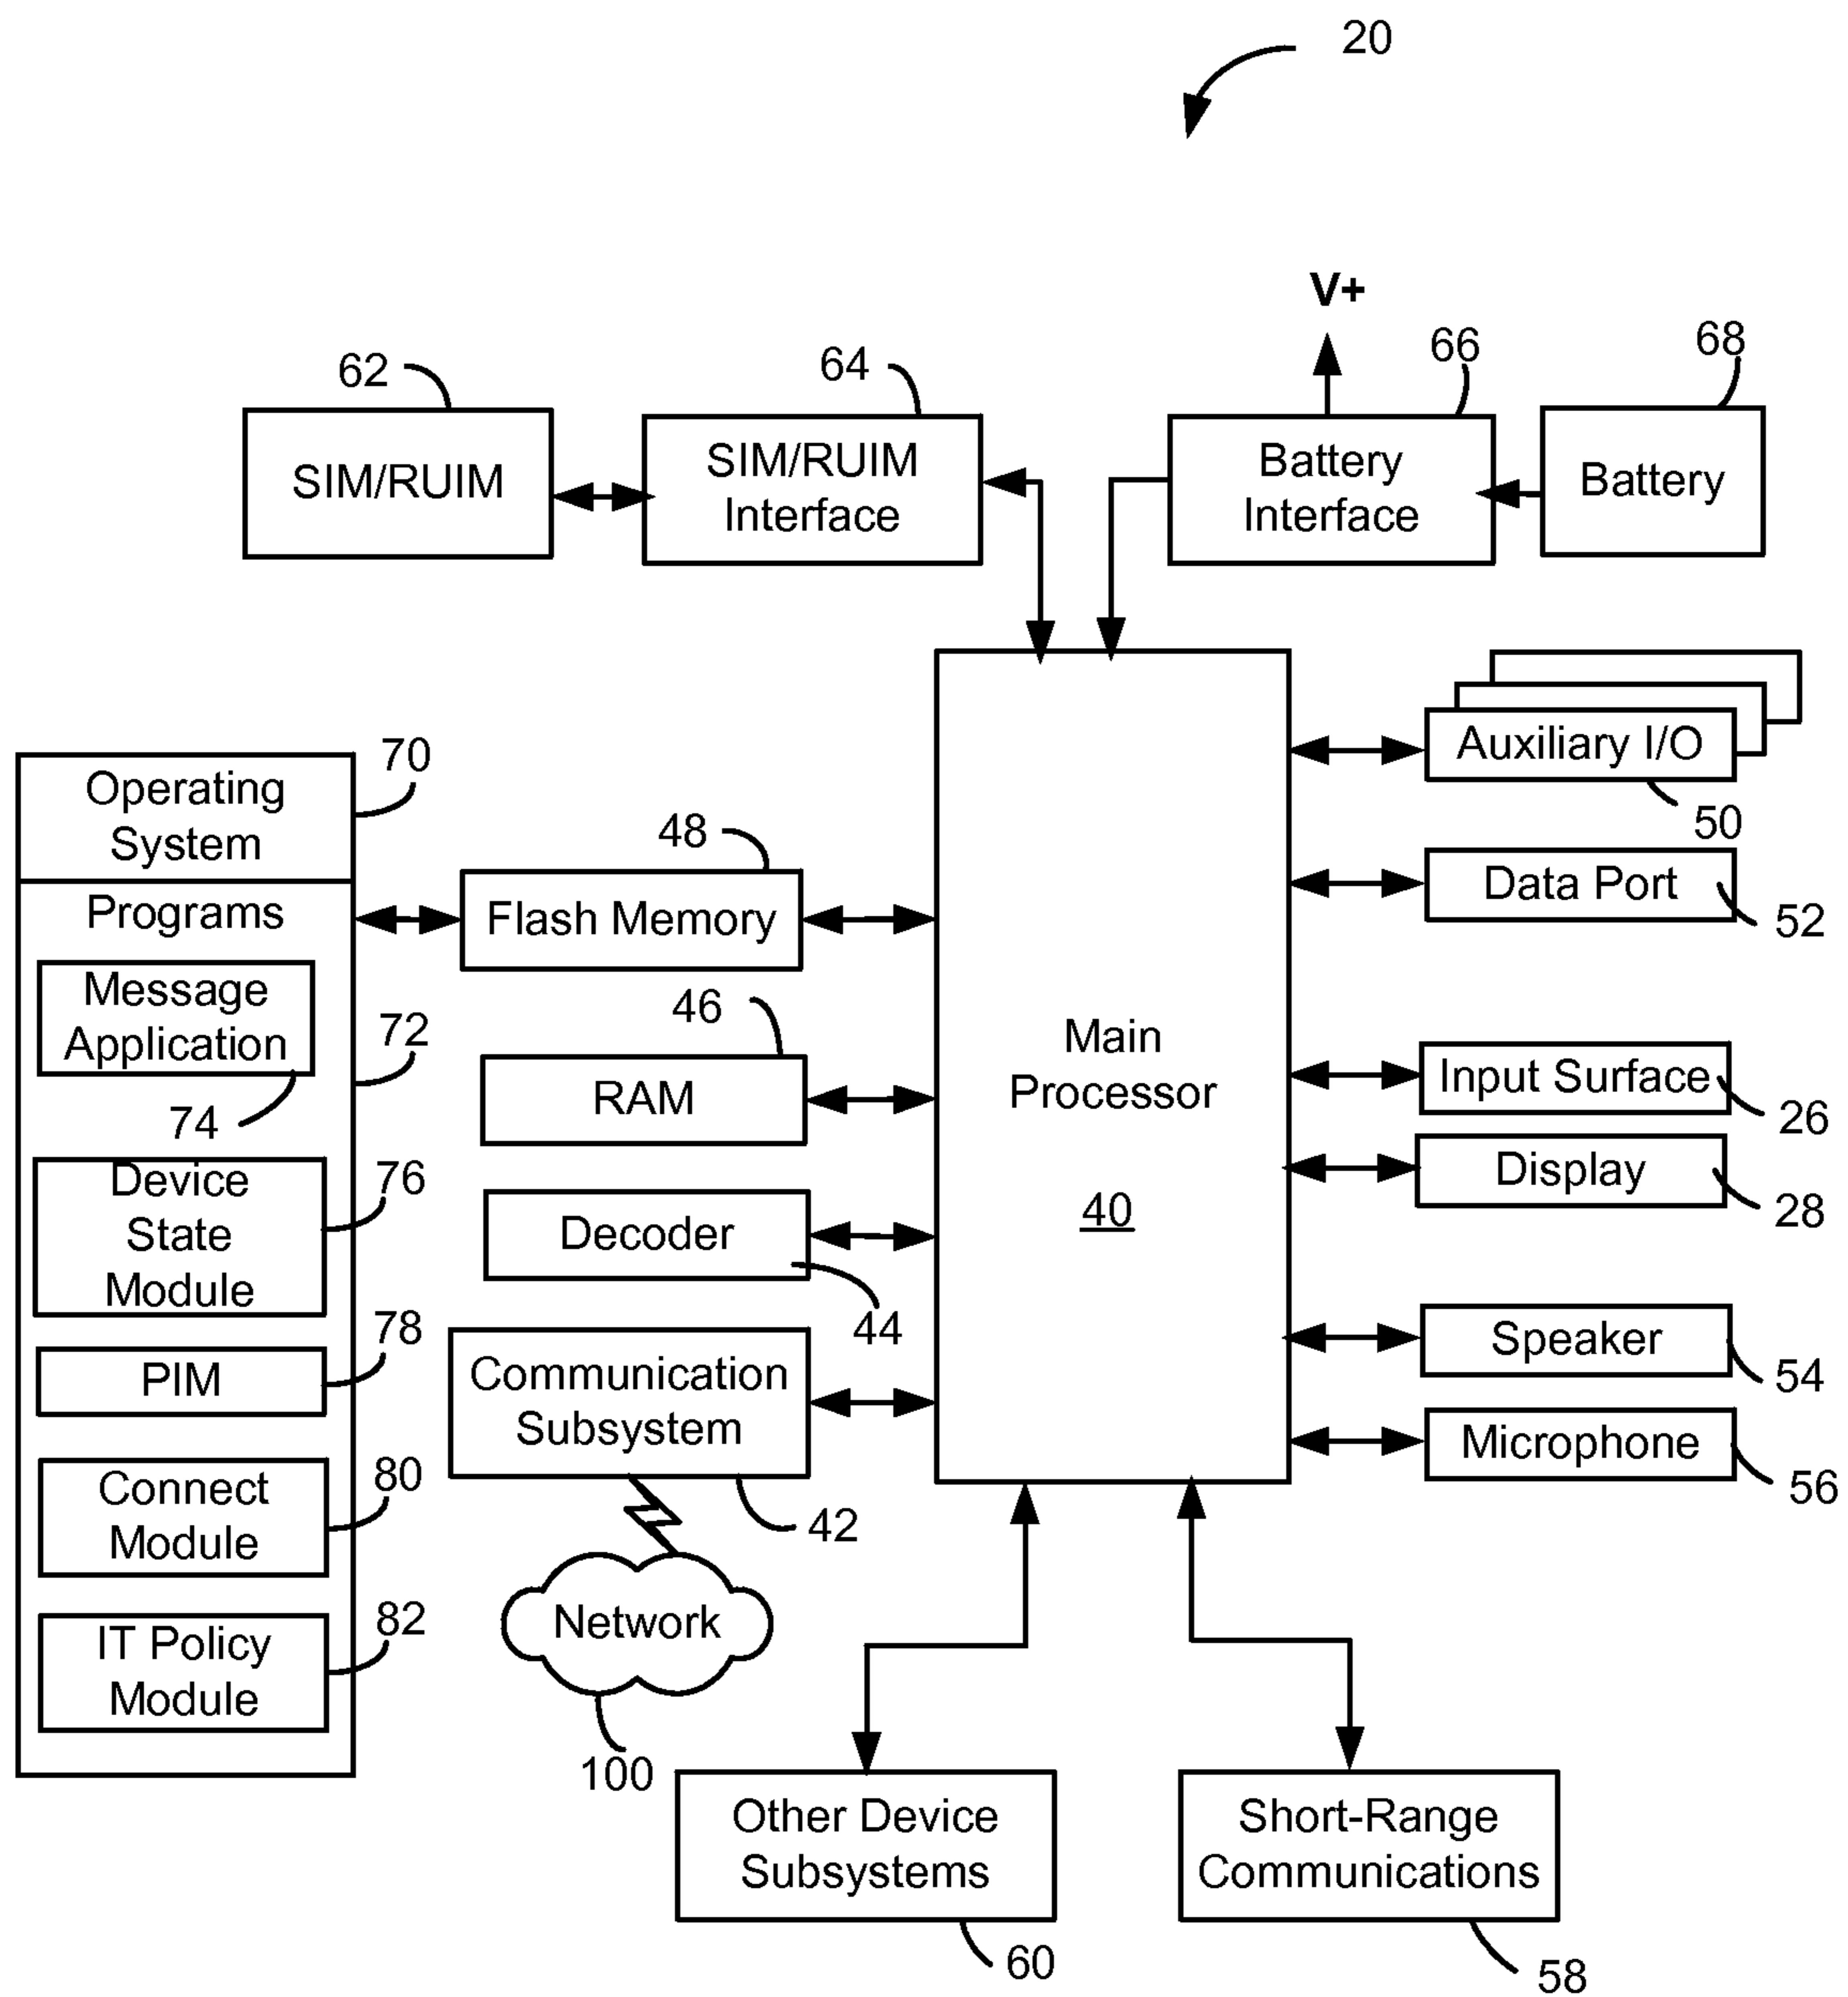 20
V+
62
64
66
68
SIM/RUIM
SIM/RUIM
Interface
Battery
Interface
Battery
Auxiliary I/O
50
Operating
System
70
Programs
48
Flash Memory
Data Port
52
Message
Application
74
72
46
RAM
Main
Processor
40
Input Surface
26
Display
28
Device
State
Module
76
Decoder
44
PIM
78
Communication
Subsystem
42
Speaker
54
Microphone
56
Connect
Module
80
IT Policy
Module
82
Network
100
Other Device
Subsystems
60
Short-Range
Communications
58